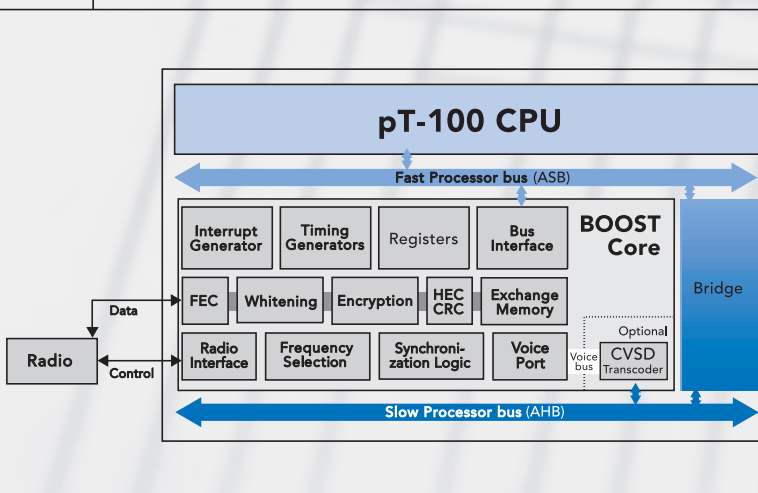 pT-100 CPU
Fast Processor bus (ASB)
Interrupt
Generator
Timing
Generators
Registers
Bus
Interface
BOOST
Core
Bridge
FEC
Whitening
Encryption
HEC
CRC
Exchange
Memory
Data
Radio
Control
Radio
Interface
Frequency
Selection
Synchroni-
zation Logic
Voice
Port
Voice
bus
Optional
CVSD
Transcoder
Slow Processor bus (AHB)